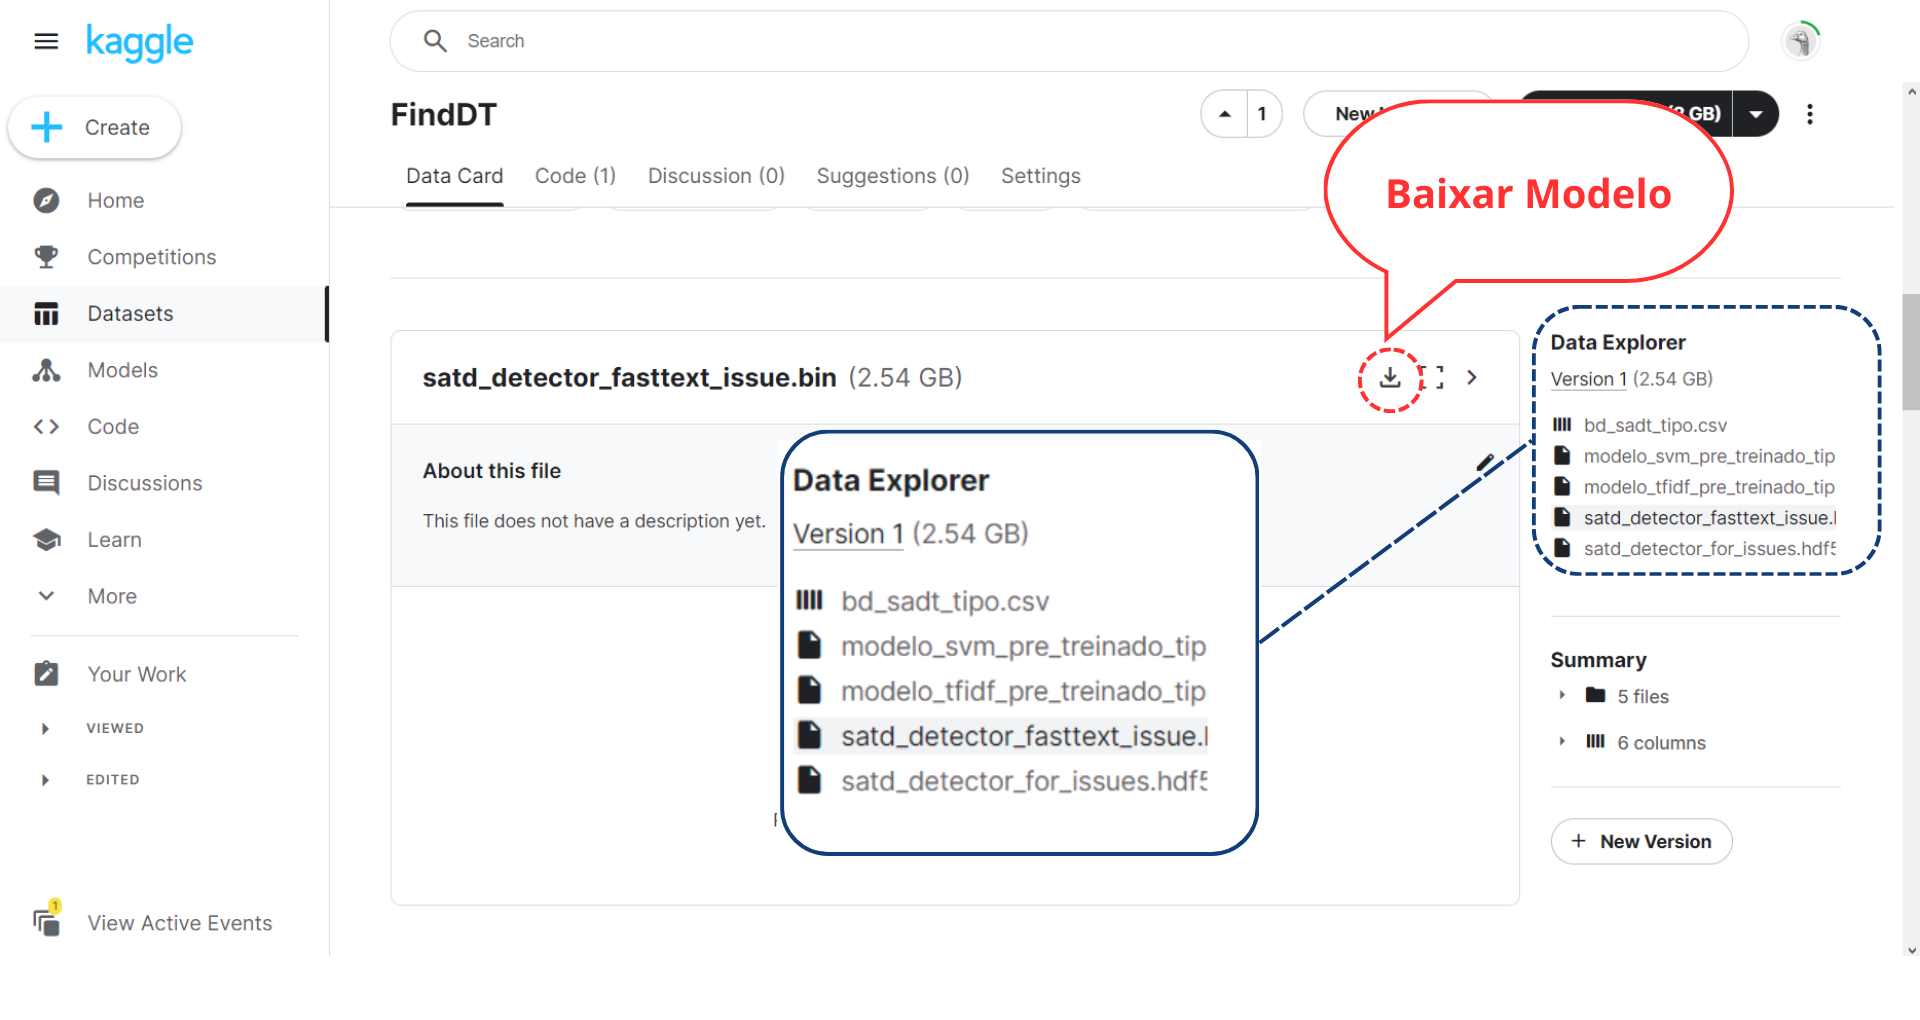 kaggle
Search
Create
Home
Competitions
Datasets
Models
Code
Discussions
Learn
More
Your Work
VIEWED
EDITED
1
View Active Events
FindDT
1
New
GB)
Data Card
Code (1)
Discussion (0)
Suggestions (0)
Settings
Baixar Modelo
satd_detector_fasttext_issue.bin (2.54 GB)
About this file
This file does not have a description yet.
Data Explorer
Version 1 (2.54 GB)
bd_sadt_tipo.csv
modelo_svm_pre_treinado_tip
modelo_tfidf_pre_treinado_tip
satd_detector_fasttext_issue.
satd_detector_for_issues.hdf5
Data Explorer
Version 1 (2.54 GB)
bd_sadt_tipo.csv
modelo_svm_pre_treinado_tip
modelo_tfidf_pre_treinado_tip
satd_detector_fasttext_issue.
satd_detector_for_issues.hdf5
Summary
5 files
6 columns
New Version